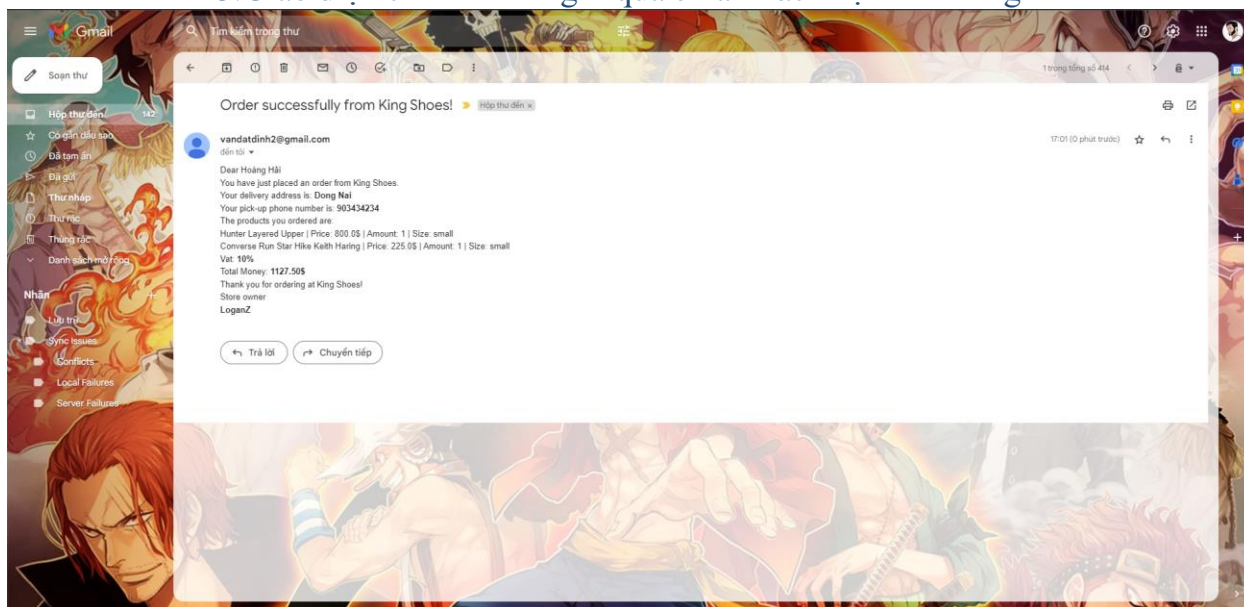 Gmail
Tìm kiếm trong thư
Soạn thư
1 trong tổng số 414
Hộp thư đến 142
Có gắn dấu sao
Đã tạm ẩn
Đã gửi
Thư nháp
Thư rác
Thùng rác
Danh sách mở rộng
Nhãn
Lưu trữ
Sync Issues
Conflicts
Local Failures
Server Failures
Order successfully from King Shoes! Hộp thư đến ×
vandatdinh2@gmail.com 17:01 (0 phút trước)
đến tôi
Dear Hoàng Hải
You have just placed an order from King Shoes.
Your delivery address is: Dong Nai
Your pick-up phone number is: 903434234
The products you ordered are:
Hunter Layered Upper | Price: 800.0$ | Amount: 1 | Size: small
Converse Run Star Hike Keith Haring | Price: 225.0$ | Amount: 1 | Size: small
Vat: 10%
Total Money: 1127.50$
Thank you for ordering at King Shoes!
Store owner
LoganZ
Trả lời
Chuyển tiếp